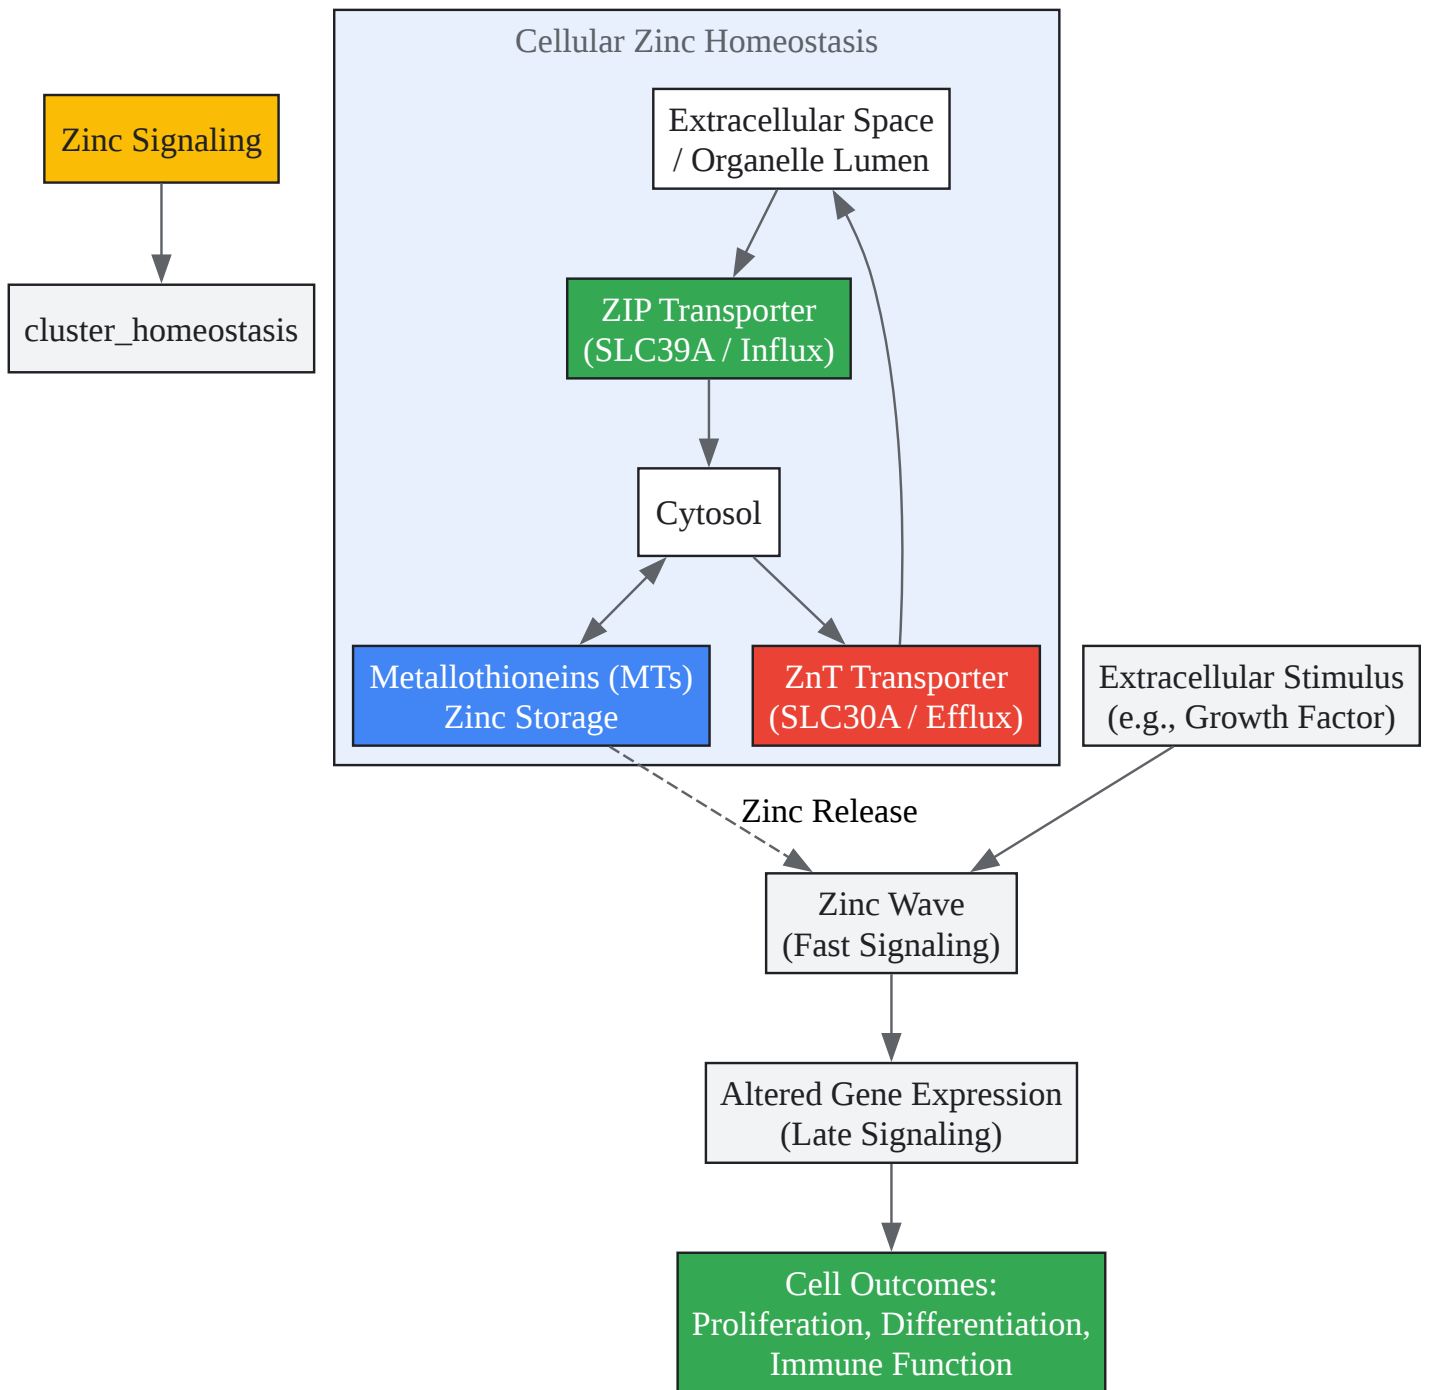 Cellular Zinc Homeostasis
Zinc Signaling
cluster_homeostasis
Extracellular Space
/ Organelle Lumen
ZIP Transporter
(SLC39A / Influx)
Cytosol
Metallothioneins (MTs)
Zinc Storage
ZnT Transporter
(SLC30A / Efflux)
Extracellular Stimulus
(e.g., Growth Factor)
Zinc Release
Zinc Wave
(Fast Signaling)
Altered Gene Expression
(Late Signaling)
Cell Outcomes:
Proliferation, Differentiation,
Immune Function